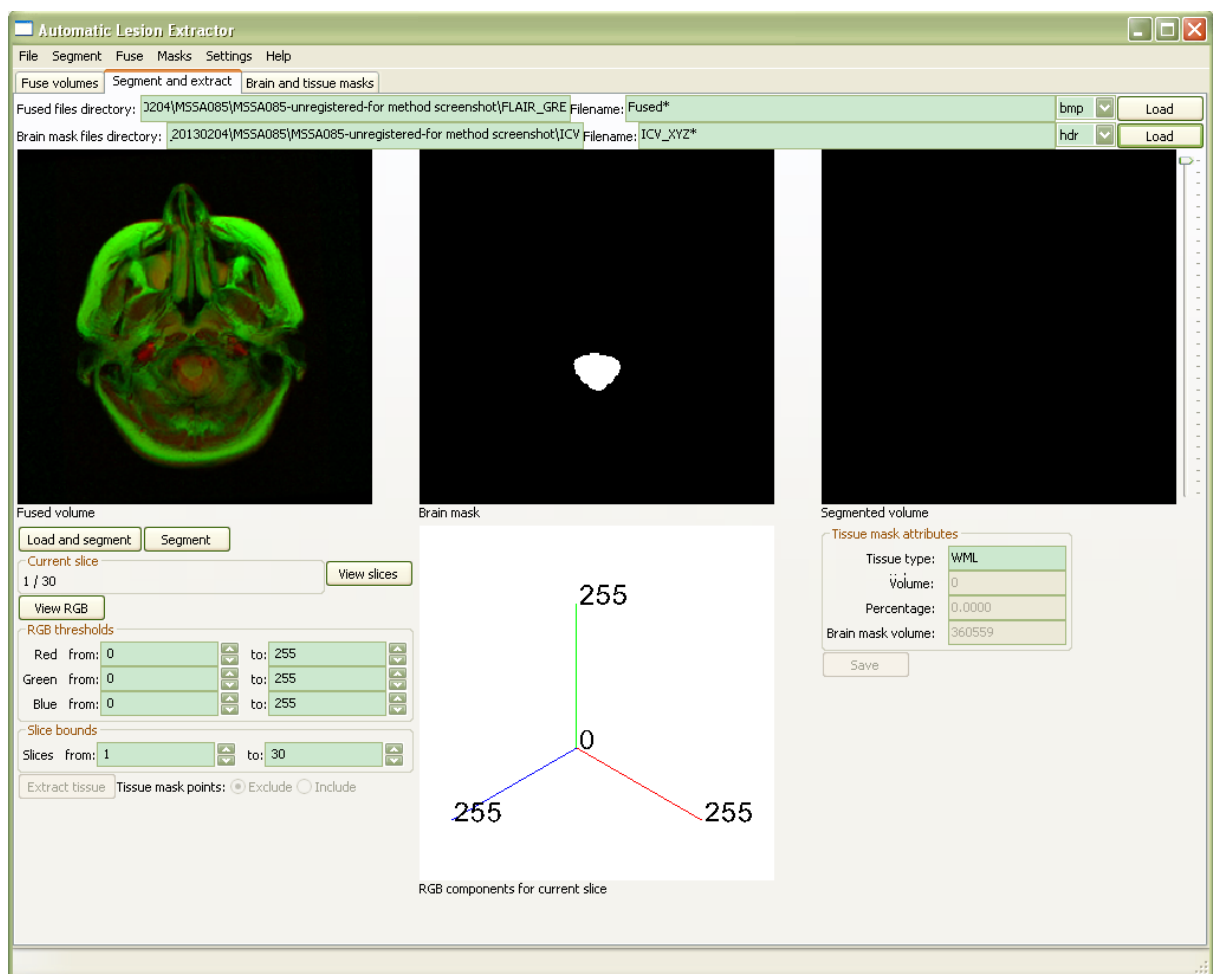 Automatic Lesion Extractor
File Segment Fuse Masks Settings Help
Fuse volumes Segment and extract Brain and tissue masks
Fused files directory: 0204\MSSA085\MSSA085-unregistered-for method screenshot\FLAIR_GRE Filename: Fused* bmp Load
Brain mask files directory: _20130204\MSSA085\MSSA085-unregistered-for method screenshot\ICV Filename: ICV_XYZ* hdr Load
Fused volume Brain mask Segmented volume
Load and segment Segment
Current slice
1 / 30
View slices
View RGB
RGB thresholds
Red from: 0 to: 255
Green from: 0 to: 255
Blue from: 0 to: 255
Slice bounds
Slices from: 1 to: 30
Extract tissue Tissue mask points: Exclude Include
255
0
255 255
RGB components for current slice
Tissue mask attributes
Tissue type: WML
Volume: 0
Percentage: 0.0000
Brain mask volume: 360559
Save